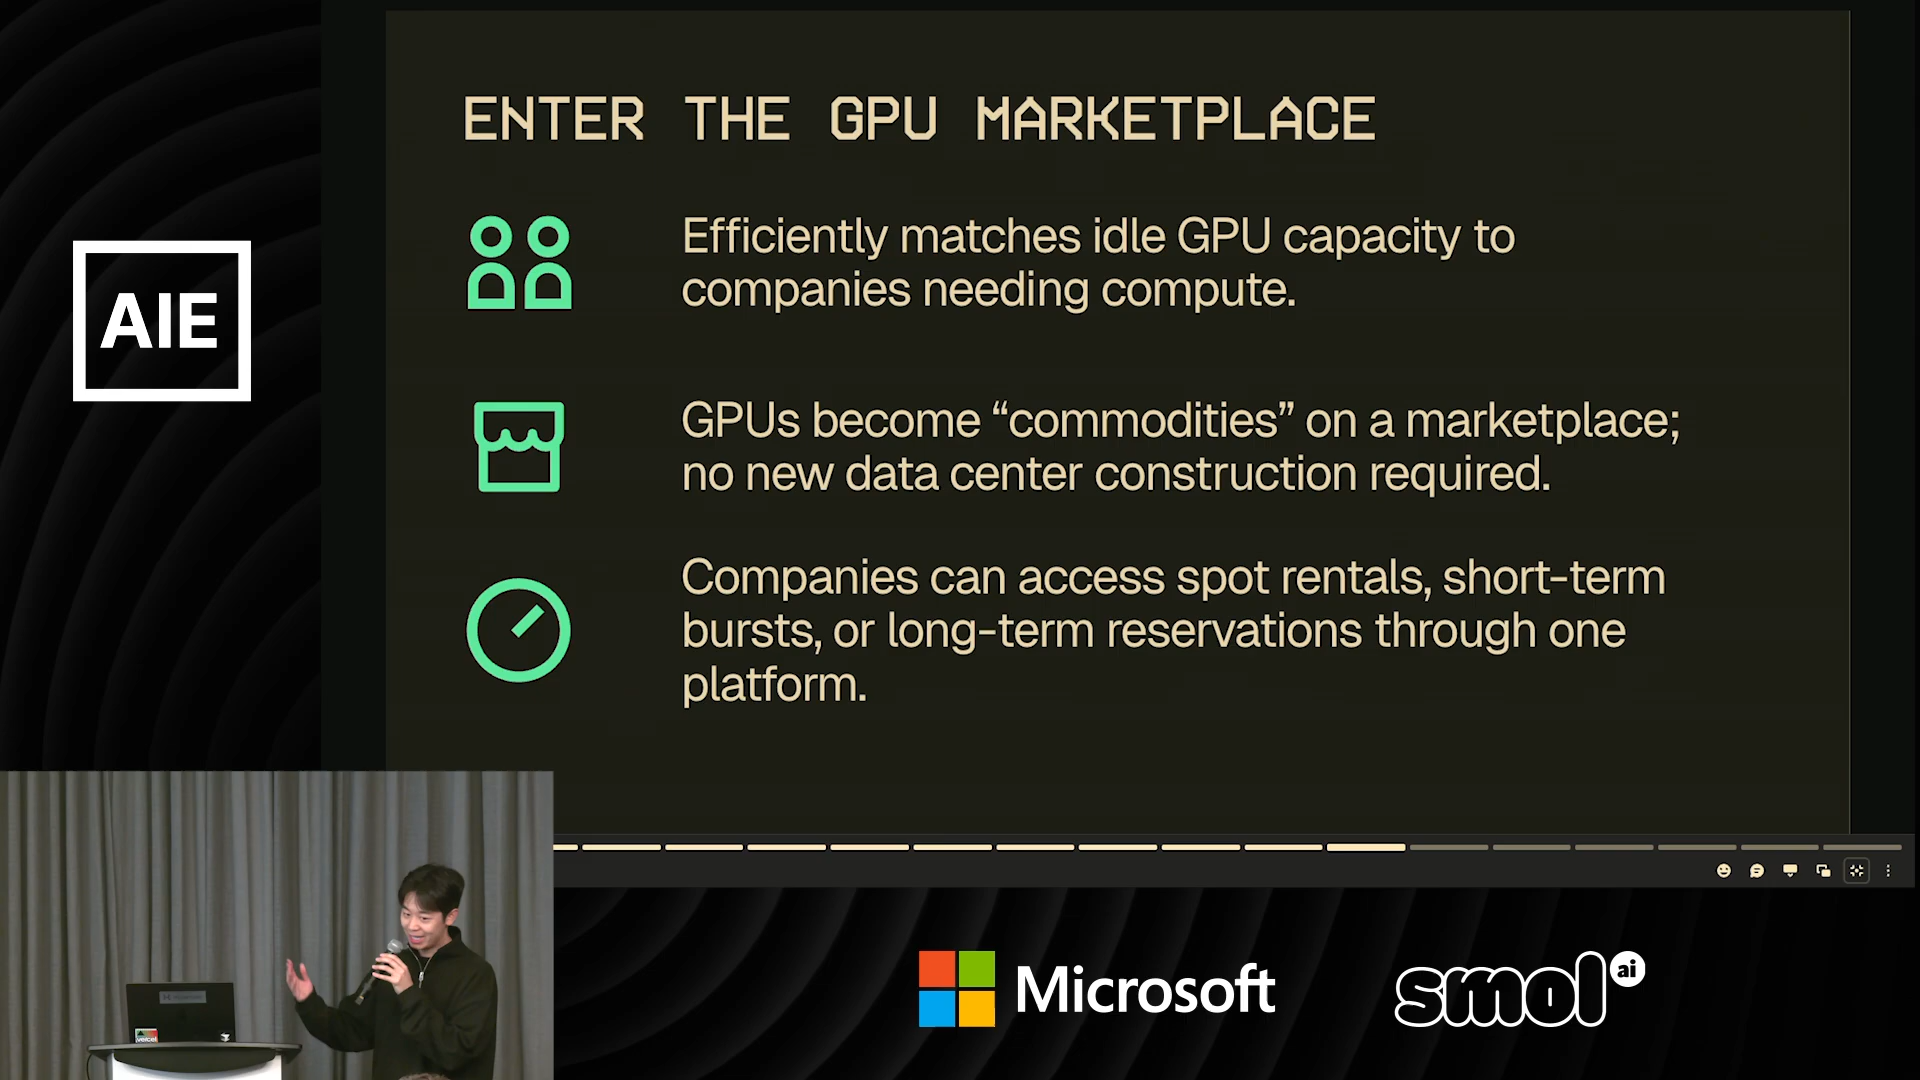 ENTER THE GPU MARKETPLACE
Efficiently matches idle GPU capacity to
companies needing compute.
GPUs become “commodities” on a marketplace;
no new data center construction required.
Companies can access spot rentals, short-term
bursts, or long-term reservations through one
platform.
AIE
Microsoft
smol ai
vercel